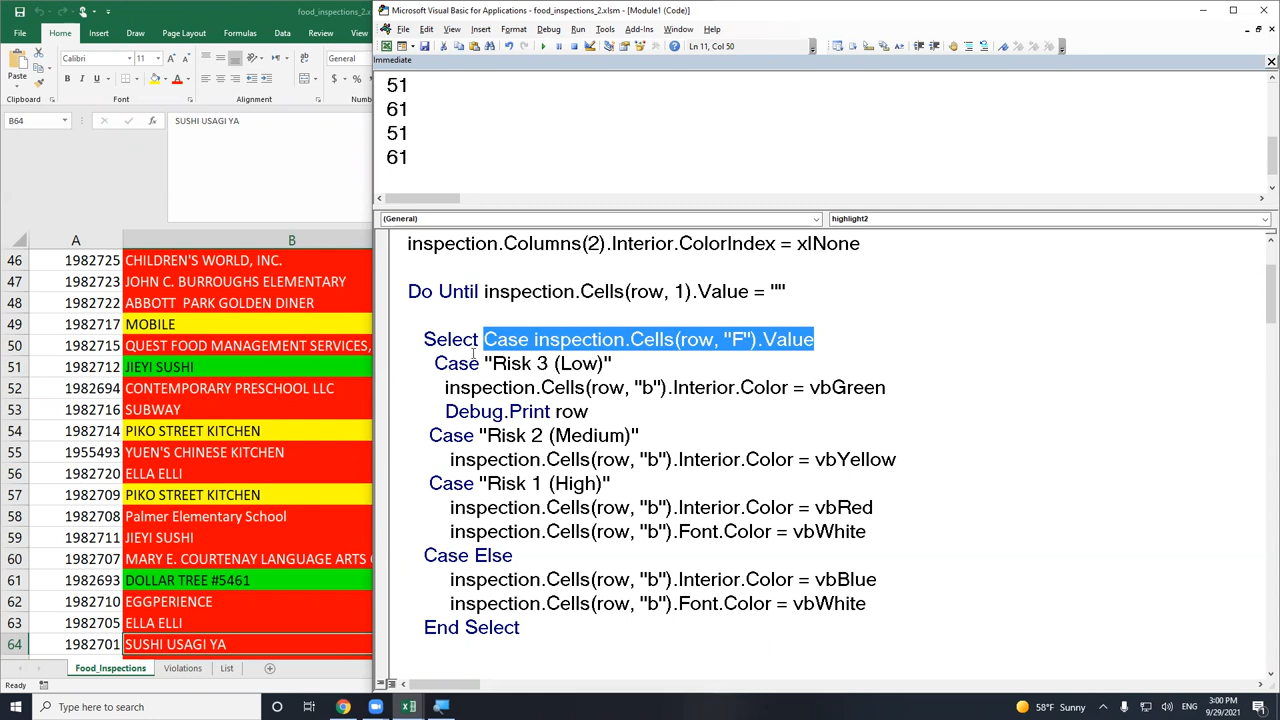 food_inspections_2.x
File
Home
Insert
Draw
Page Layout
Formulas
Data
Review
View
Paste
Calibri
11
General
B I U
$ %
Clipboard
Font
Alignment
Numb
B64
fx
SUSHI USAGI YA
A B
46 1982725 CHILDREN'S WORLD, INC.
47 1982723 JOHN C. BURROUGHS ELEMENTARY
48 1982722 ABBOTT  PARK GOLDEN DINER
49 1982717 MOBILE
50 1982715 QUEST FOOD MANAGEMENT SERVICES,
51 1982712 JIEYI SUSHI
52 1982694 CONTEMPORARY PRESCHOOL LLC
53 1982716 SUBWAY
54 1982714 PIKO STREET KITCHEN
55 1955493 YUEN'S CHINESE KITCHEN
56 1982720 ELLA ELLI
57 1982709 PIKO STREET KITCHEN
58 1982708 Palmer Elementary School
59 1982711 JIEYI SUSHI
60 1982707 MARY E. COURTENAY LANGUAGE ARTS
61 1982693 DOLLAR TREE #5461
62 1982710 EGGPERIENCE
63 1982705 ELLA ELLI
64 1982701 SUSHI USAGI YA
Food_Inspections
Violations
List
Ready
Microsoft Visual Basic for Applications - food_inspections_2.xlsm - [Module1 (Code)]
File Edit View Insert Format Debug Run Tools Add-Ins Window Help
Ln 11, Col 50
Immediate
51
61
51
61
(General)
highlight2
inspection.Columns(2).Interior.ColorIndex = xlNone
Do Until inspection.Cells(row, 1).Value = ""
Select Case inspection.Cells(row, "F").Value
Case "Risk 3 (Low)"
inspection.Cells(row, "b").Interior.Color = vbGreen
Debug.Print row
Case "Risk 2 (Medium)"
inspection.Cells(row, "b").Interior.Color = vbYellow
Case "Risk 1 (High)"
inspection.Cells(row, "b").Interior.Color = vbRed
inspection.Cells(row, "b").Font.Color = vbWhite
Case Else
inspection.Cells(row, "b").Interior.Color = vbBlue
inspection.Cells(row, "b").Font.Color = vbWhite
End Select
Type here to search
58°F Sunny
3:00 PM
9/29/2021